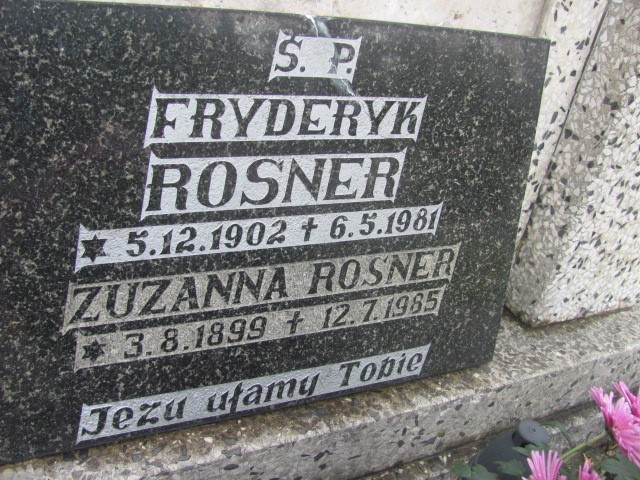 Ś. P.
FRYDERYK
ROSNER
* 5.12.1902 † 6.5.1981
ZUZANNA ROSNER
* 3.8.1899 † 12.7.1985
Jezu ufamy Tobie